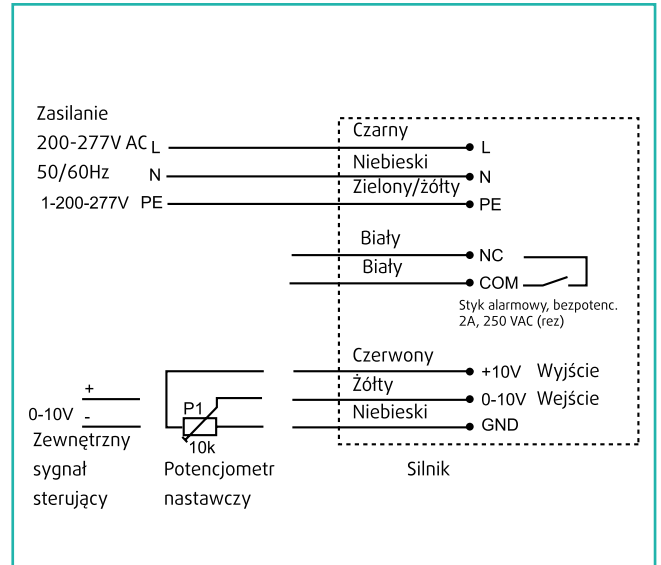 Zasilanie
200-277V AC L Czarny L
50/60Hz N Niebieski N
1-200-277V PE Zielony/żółty PE
Biały NC
Biały COM
Styk alarmowy, bezpotenc.
2A, 250 VAC (rez)
Czerwony +10V Wyjście
Żółty 0-10V Wejście
Niebieski GND
+
0-10V
-
P1
10k
Zewnętrzny
sygnał
sterujący
Potencjometr
nastawczy
Silnik